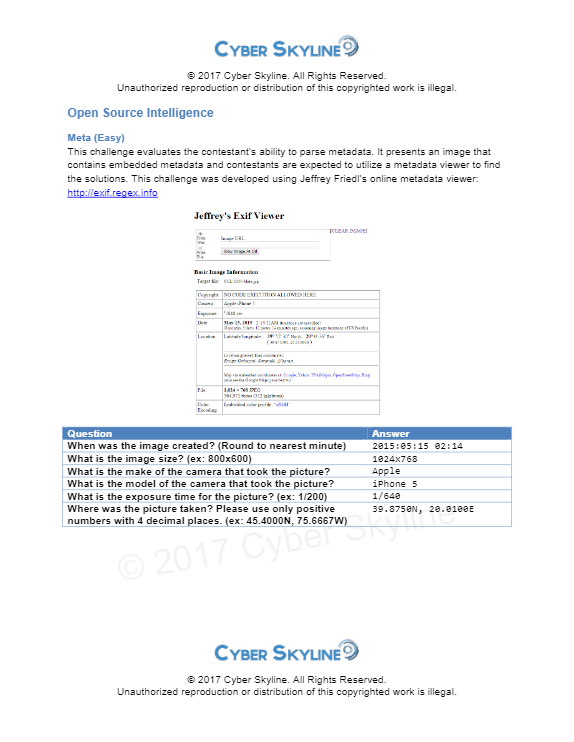 CYBER SKYLINE
© 2017 Cyber Skyline. All Rights Reserved.
Unauthorized reproduction or distribution of this copyrighted work is illegal.
Open Source Intelligence
Meta (Easy)
This challenge evaluates the contestant's ability to parse metadata. It presents an image that
contains embedded metadata and contestants are expected to utilize a metadata viewer to find
the solutions. This challenge was developed using Jeffrey Friedl's online metadata viewer:
http://exif.regex.info
Jeffrey's Exif Viewer
[CLEAR IMAGE]
Image URL:
View Image At Url
Basic Image Information
Target file:
Copyright: NO CODE EXECUTION ALLOWED HERE
Camera: Apple iPhone 5
Exposure: 1/640 sec
Date: May 15, 2015
Location: Latitude/longitude:
File: 1,024 × 768 JPEG
Color Encoding: Embedded color profile: "sRGB"
Question Answer
When was the image created? (Round to nearest minute) 2015:05:15 02:14
What is the image size? (ex: 800x600) 1024x768
What is the make of the camera that took the picture? Apple
What is the model of the camera that took the picture? iPhone 5
What is the exposure time for the picture? (ex: 1/200) 1/640
Where was the picture taken? Please use only positive 39.8750N, 20.0100E
numbers with 4 decimal places. (ex: 45.4000N, 75.6667W)
© 2017 Cyber Skyline
CYBER SKYLINE
© 2017 Cyber Skyline. All Rights Reserved.
Unauthorized reproduction or distribution of this copyrighted work is illegal.